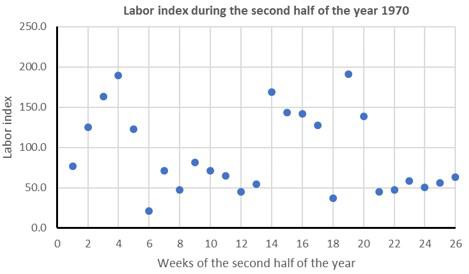 Labor index during the second half of the year 1970
250.0
200.0
150.0
100.0
50.0
0.0
Labor index
0 2 4 6 8 10 12 14 16 18 20 22 24 26
Weeks of the second half of the year